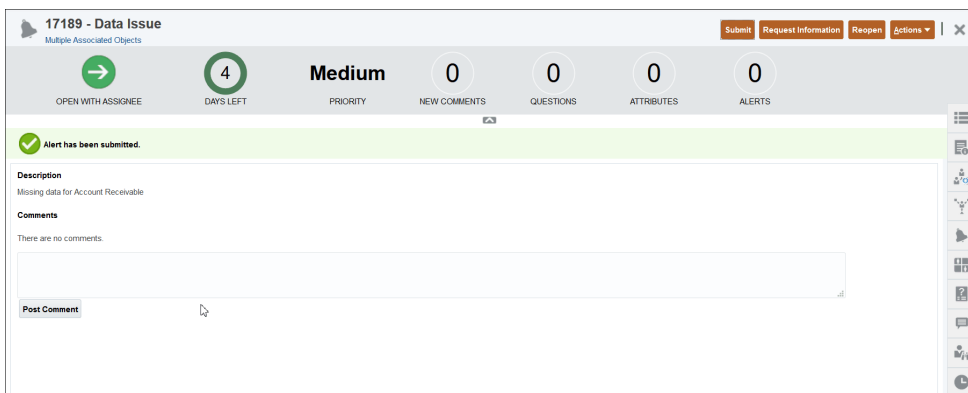 17189 - Data Issue
Multiple Associated Objects
Submit
Request Information
Reopen
Actions
4
Medium
0
0
0
0
OPEN WITH ASSIGNEE
DAYS LEFT
PRIORITY
NEW COMMENTS
QUESTIONS
ATTRIBUTES
ALERTS
Alert has been submitted.
Description
Missing data for Account Receivable
Comments
There are no comments.
Post Comment